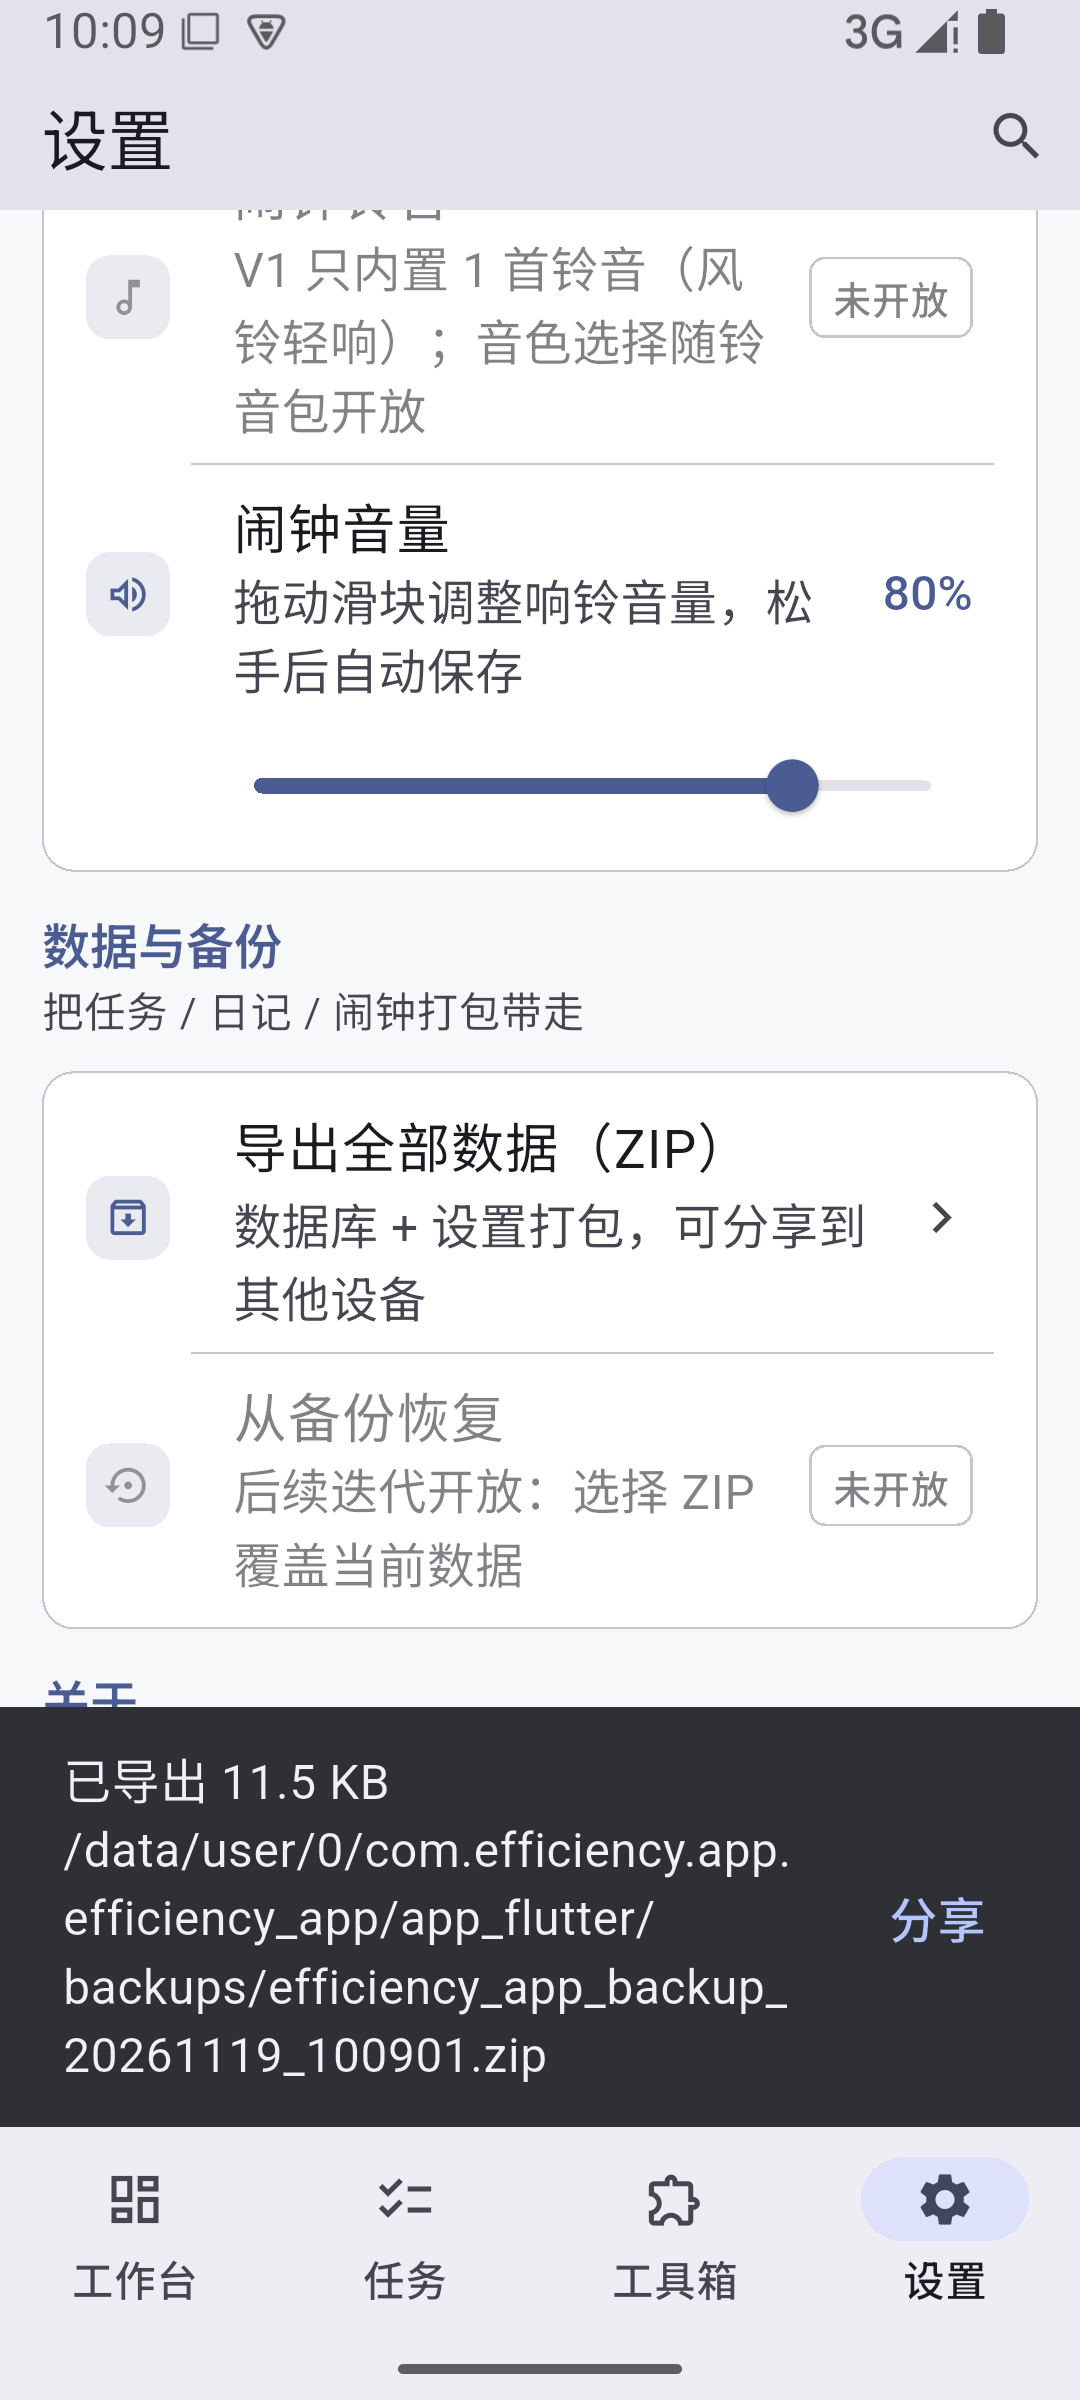 10:09
3G
设置
V1 只内置 1 首铃音（风
铃轻响）；音色选择随铃
音包开放
未开放
闹钟音量
拖动滑块调整响铃音量，松
手后自动保存
80%
数据与备份
把任务 / 日记 / 闹钟打包带走
导出全部数据（ZIP）
数据库 + 设置打包，可分享到
其他设备
从备份恢复
后续迭代开放：选择 ZIP
覆盖当前数据
未开放
关于
已导出 11.5 KB
/data/user/0/com.efficiency.app.
efficiency_app/app_flutter/
backups/efficiency_app_backup_
20261119_100901.zip
分享
工作台
任务
工具箱
设置